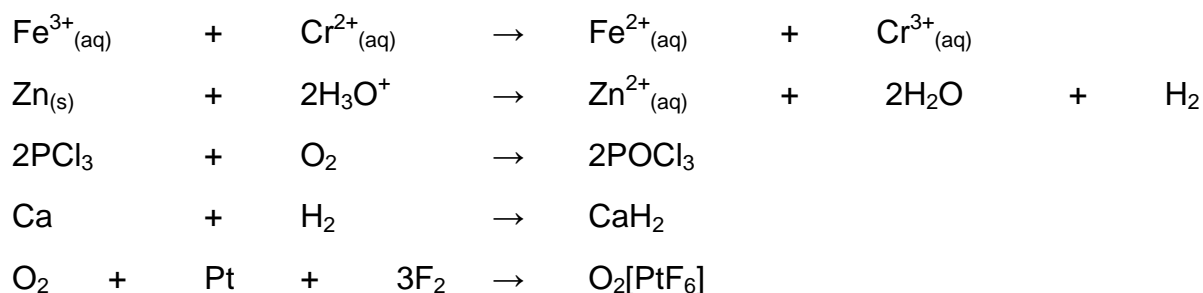 Fe³⁺₍aq₎ + Cr²⁺₍aq₎ → Fe²⁺₍aq₎ + Cr³⁺₍aq₎
Zn₍s₎ + 2H₃O⁺ → Zn²⁺₍aq₎ + 2H₂O + H₂
2PCl₃ + O₂ → 2POCl₃
Ca + H₂ → CaH₂
O₂ + Pt + 3F₂ → O₂[PtF₆]